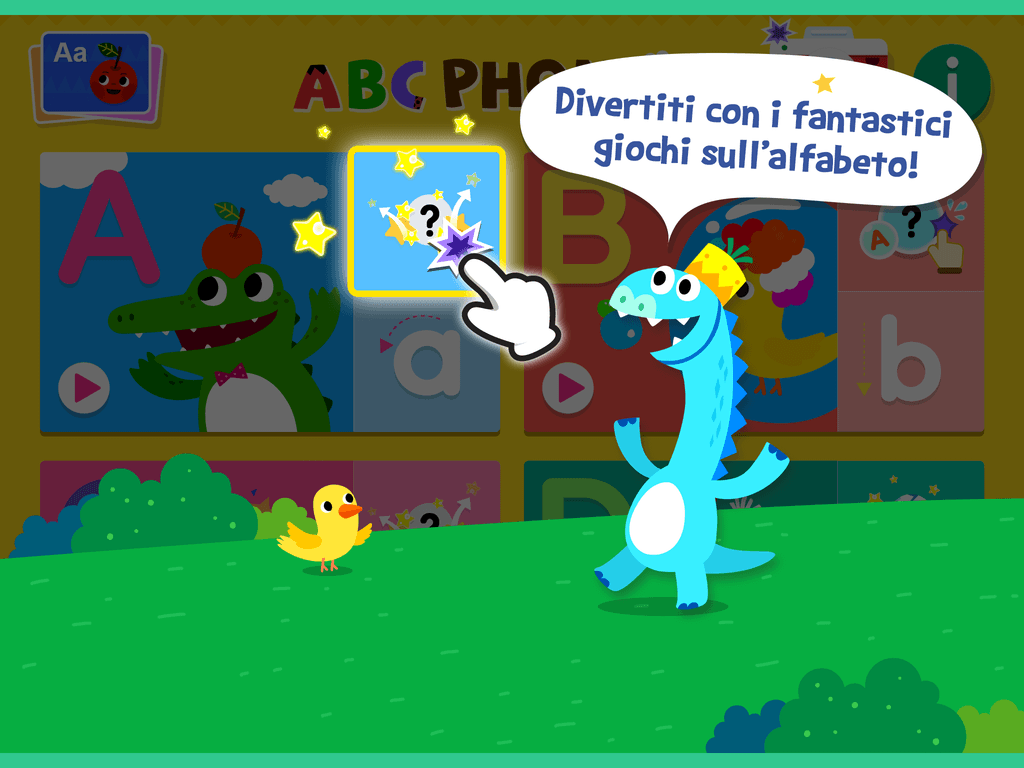 Aa
ABC PHO
i
Divertiti con i fantastici
giochi sull'alfabeto!
A
?
B
?
A
a
b
?
D